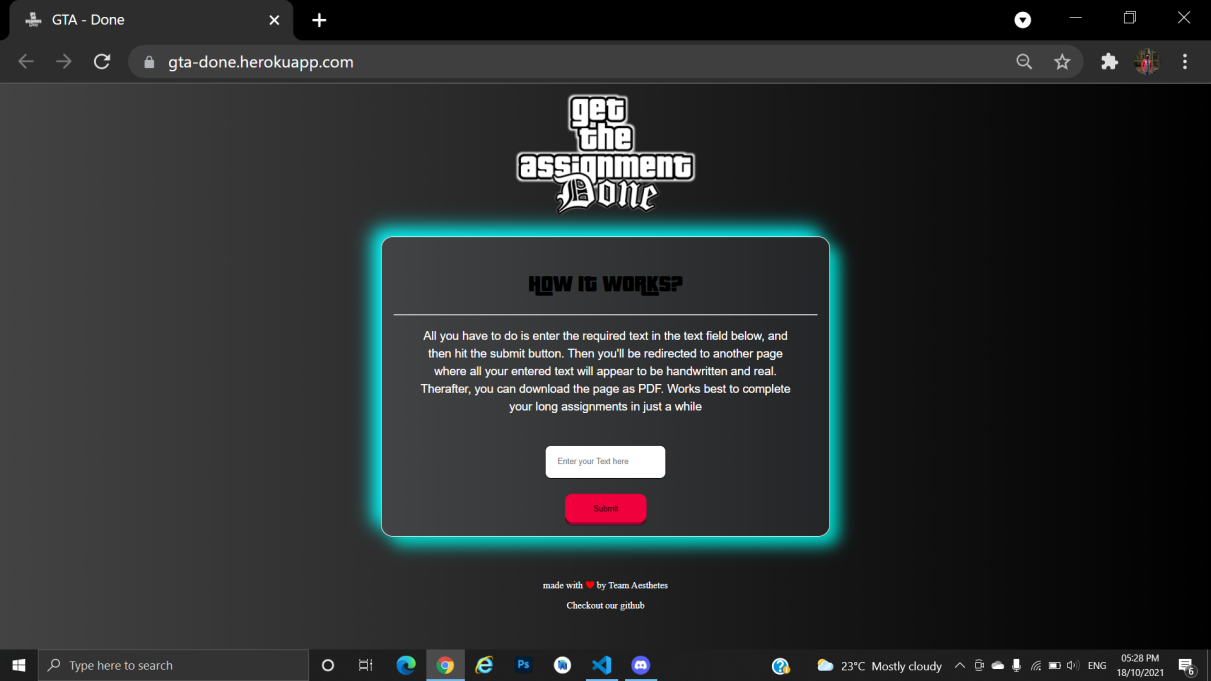 GTA - Done
gta-done.herokuapp.com
get
the
assignment
Done
HOW IT WORKS?
All you have to do is enter the required text in the text field below, and
then hit the submit button. Then you'll be redirected to another page
where all your entered text will appear to be handwritten and real.
Therafter, you can download the page as PDF. Works best to complete
your long assignments in just a while
Enter your Text here
Submit
made with ❤ by Team Aesthetes
Checkout our github
Type here to search
Ps
23°C Mostly cloudy
ENG
05:28 PM
18/10/2021
6